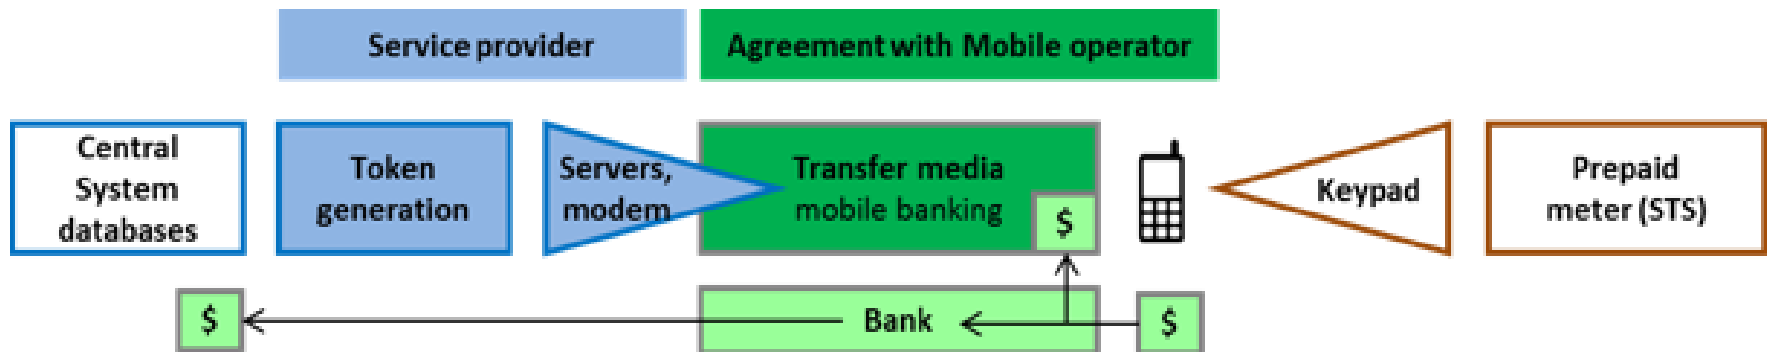 Service provider
Agreement with Mobile operator
Central
System
databases
Token
generation
Servers,
modem
Transfer media
mobile banking
$
Keypad
Prepaid
meter (STS)
$
Bank
$